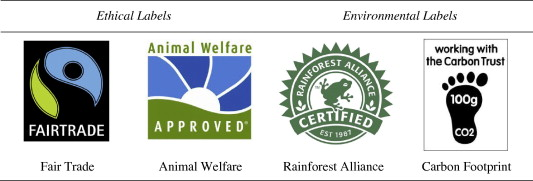 Ethical Labels
Environmental Labels
FAIRTRADE
Animal Welfare
APPROVED
RAINFOREST ALLIANCE
CERTIFIED
EST 1987
working with
the Carbon Trust
100g
CO2
Fair Trade
Animal Welfare
Rainforest Alliance
Carbon Footprint